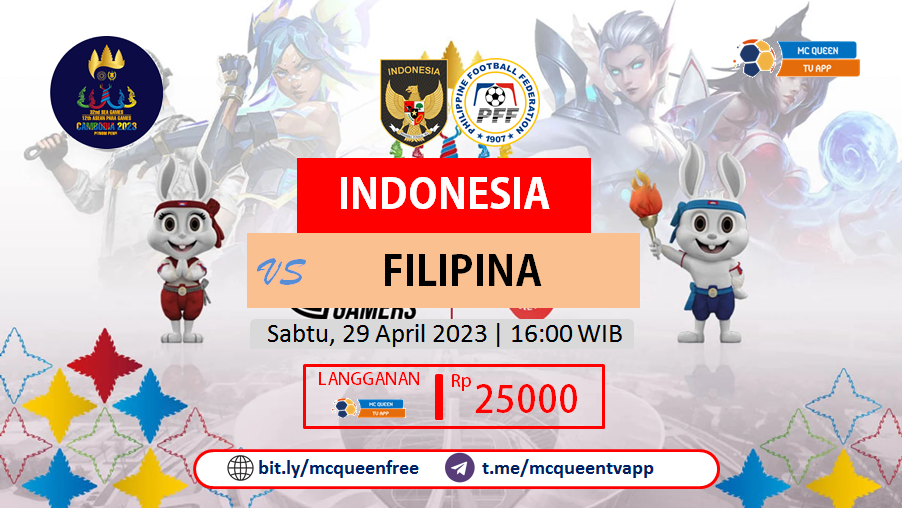 32nd SEA GAMES
12th ASEAN PARA GAMES
CAMBODIA 2023
PHNOM PENH
INDONESIA
PHILIPPINE FOOTBALL FEDERATION
PFF
1907
MC QUEEN
TV APP
INDONESIA
VS FILIPINA
GAMERS
Sabtu, 29 April 2023 | 16:00 WIB
LANGGANAN
MC QUEEN
TV APP
Rp 25000
bit.ly/mcqueenfree
t.me/mcqueentvapp